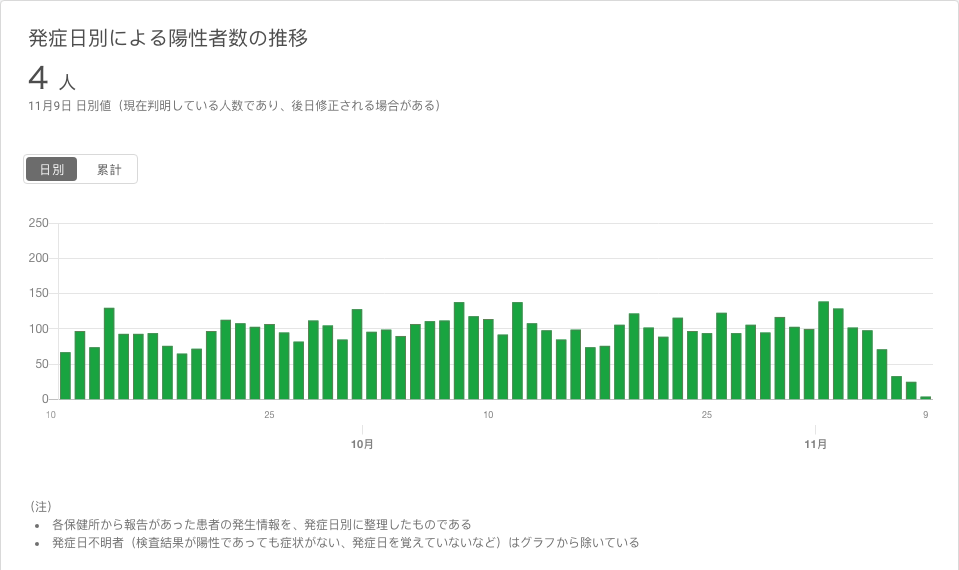 発症日別による陽性者数の推移
4 人
11月9日 日別値（現在判明している人数であり、後日修正される場合がある）
日別 累計
250
200
150
100
50
0
10 25 10 25 9
10月 11月
（注）
• 各保健所から報告があった患者の発生情報を、発症日別に整理したものである
• 発症日不明者（検査結果が陽性であっても症状がない、発症日を覚えていないなど）はグラフから除いている